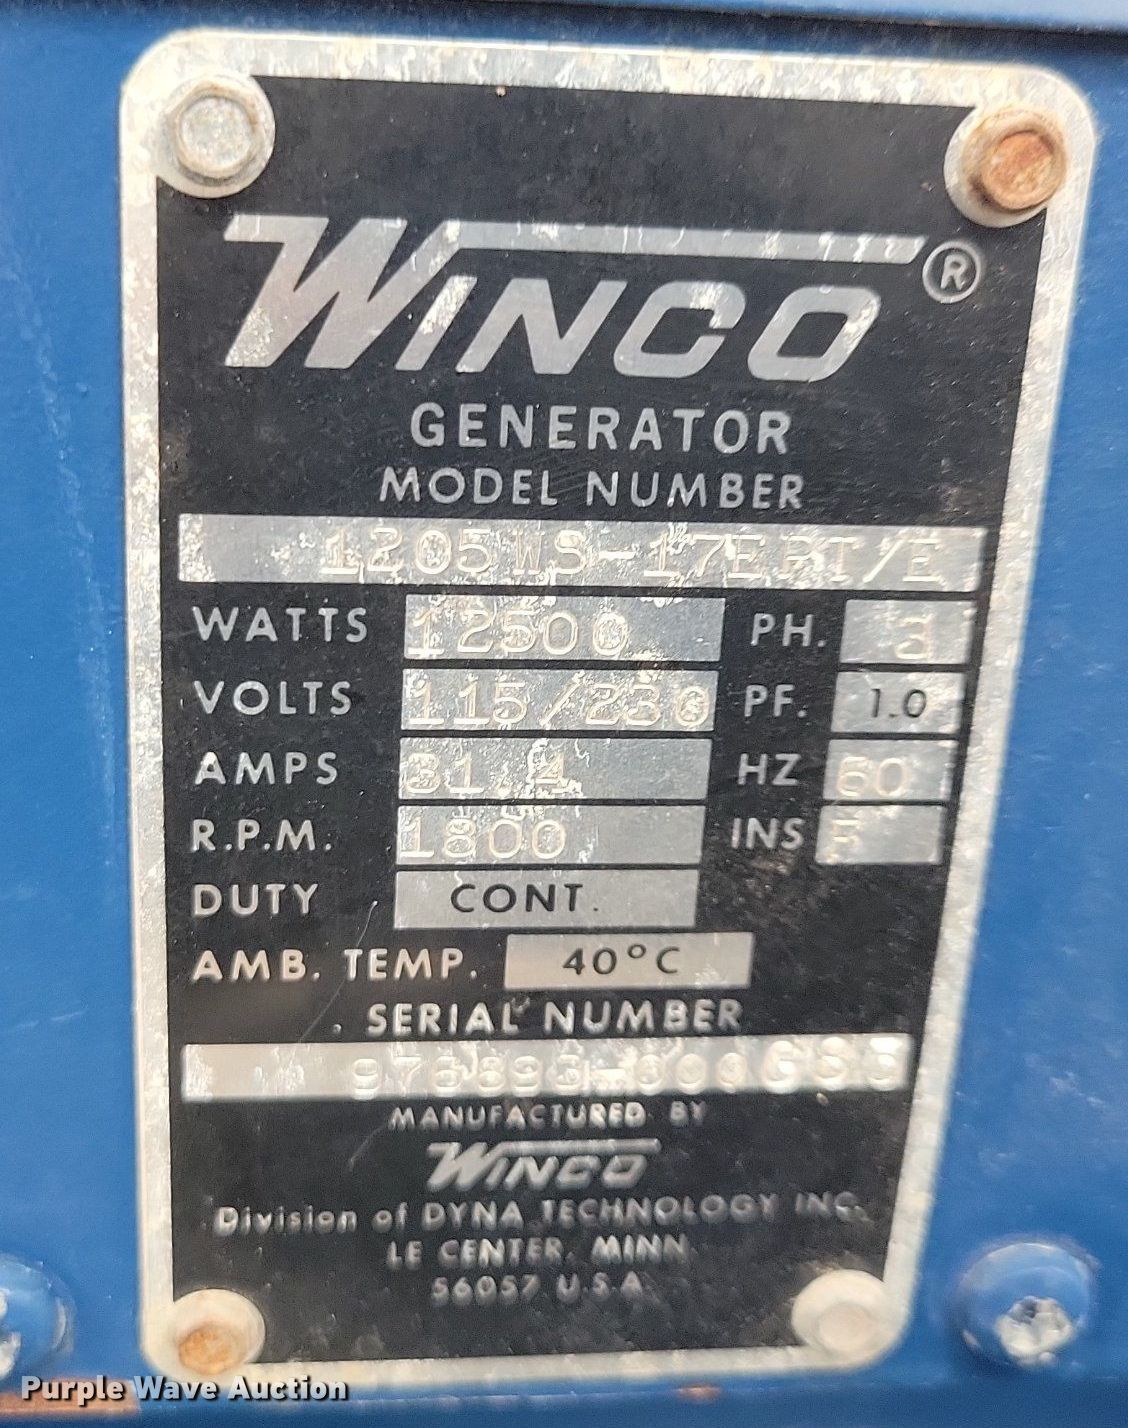 WINCO®
GENERATOR
MODEL NUMBER
WATTS 12500 PH. 3
VOLTS 115/230 PF. 1.0
AMPS 31.4 HZ 60
R.P.M. 1800 INS F
DUTY CONT.
AMB. TEMP. 40°C
SERIAL NUMBER
MANUFACTURED BY
WINCO
Division of DYNA TECHNOLOGY INC.
LE CENTER, MINN.
56057 U.S.A.
Purple Wave Auction